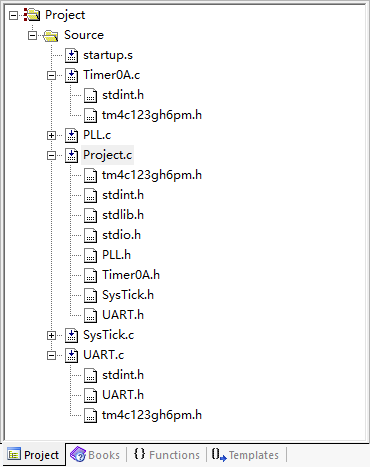 Project
Source
startup.s
Timer0A.c
stdint.h
tm4c123gh6pm.h
PLL.c
Project.c
tm4c123gh6pm.h
stdint.h
stdlib.h
stdio.h
PLL.h
Timer0A.h
SysTick.h
UART.h
SysTick.c
UART.c
stdint.h
UART.h
tm4c123gh6pm.h
Project Books {} Functions {} Templates